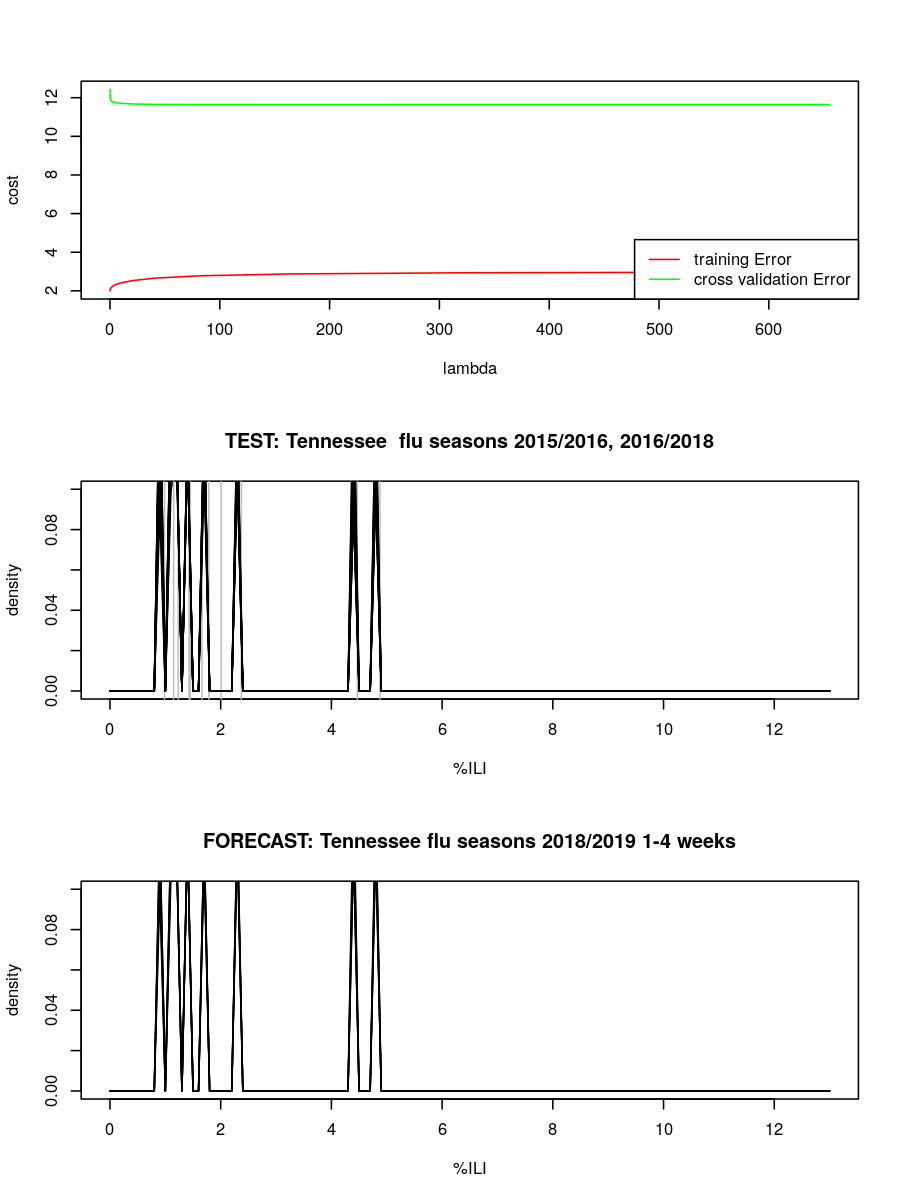 cost
12
10
8
6
4
2
training Error
cross validation Error
0 100 200 300 400 500 600
lambda
TEST: Tennessee  flu seasons 2015/2016, 2016/2018
density
0.08
0.04
0.00
0 2 4 6 8 10 12
%ILI
FORECAST: Tennessee flu seasons 2018/2019 1-4 weeks
density
0.08
0.04
0.00
0 2 4 6 8 10 12
%ILI